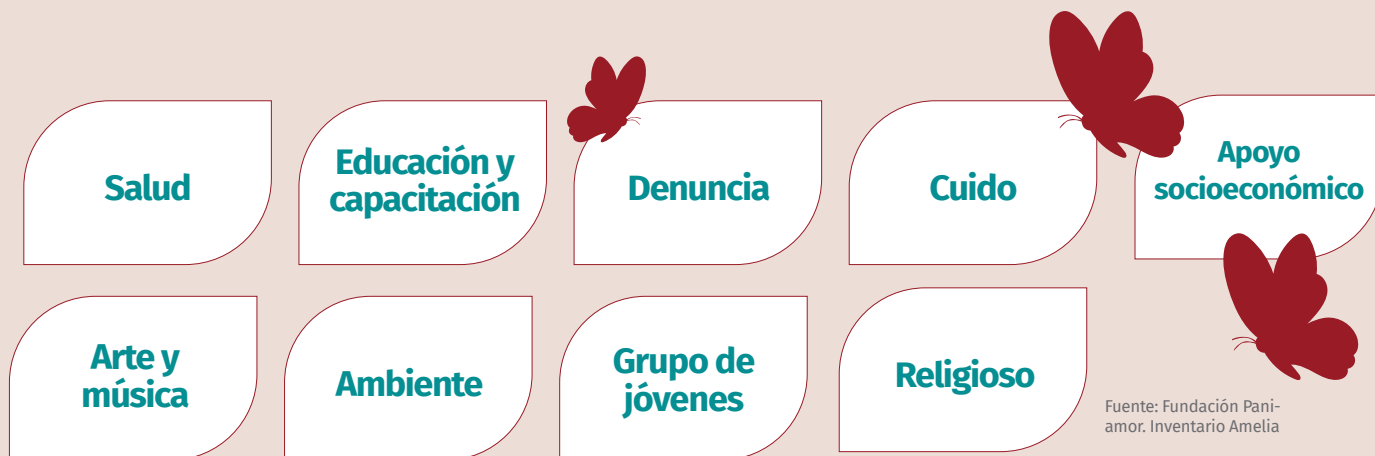 Salud
Educación y
capacitación
Denuncia
Cuido
Apoyo
socioeconómico
Arte y
música
Ambiente
Grupo de
jóvenes
Religioso
Fuente: Fundación Pani-
amor. Inventario Amelia